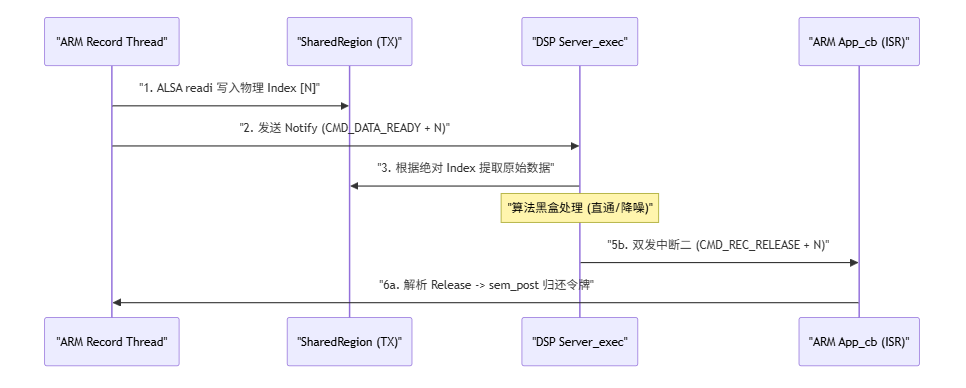 "ARM Record Thread"
"SharedRegion (TX)"
"DSP Server_exec"
"ARM App_cb (ISR)"
"1. ALSA readi 写入物理 Index [N]"
"2. 发送 Notify (CMD_DATA_READY + N)"
"3. 根据绝对 Index 提取原始数据"
"算法黑盒处理 (直通/降噪)"
"5b. 双发中断二 (CMD_REC_RELEASE + N)"
"6a. 解析 Release -> sem_post 归还令牌"
"ARM Record Thread"
"SharedRegion (TX)"
"DSP Server_exec"
"ARM App_cb (ISR)"